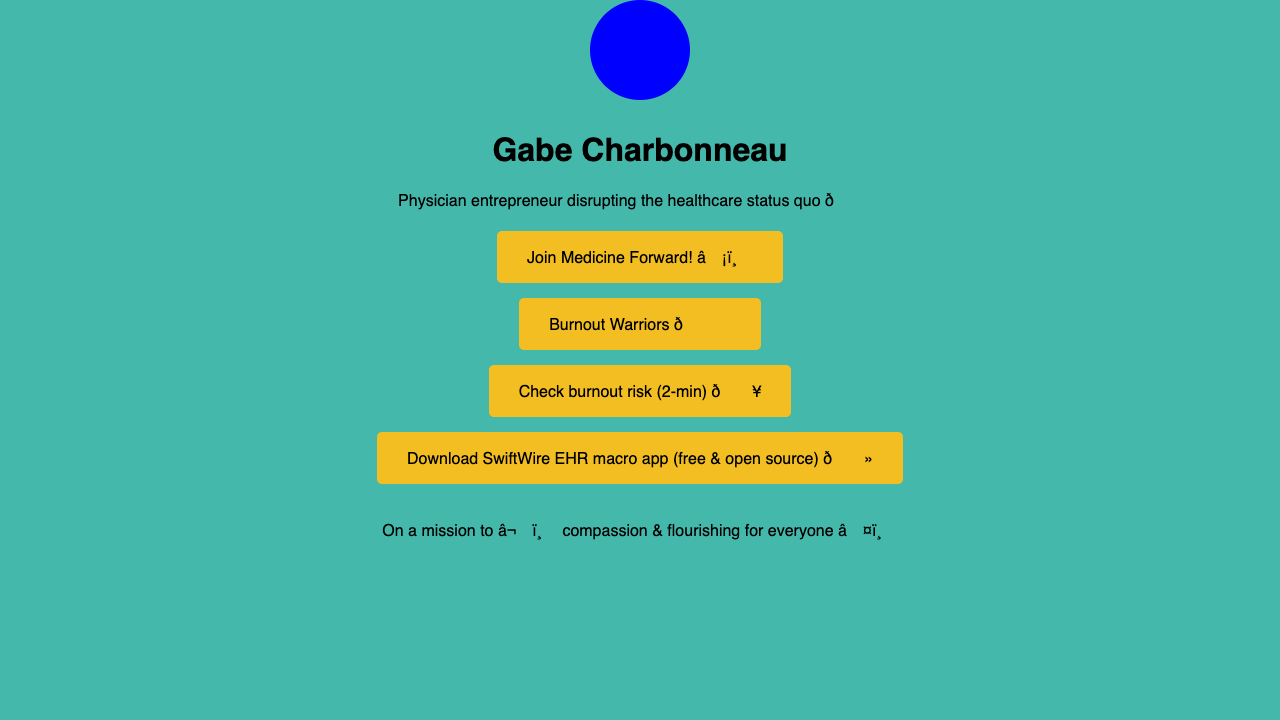 Gabe Charbonneau
Physician entrepreneur disrupting the healthcare status quo ð
Join Medicine Forward! â ¡ï¸
Burnout Warriors ð
Check burnout risk (2-min) ð ¥
Download SwiftWire EHR macro app (free & open source) ð »
On a mission to â¬ ï¸ compassion & flourishing for everyone â ¤ï¸